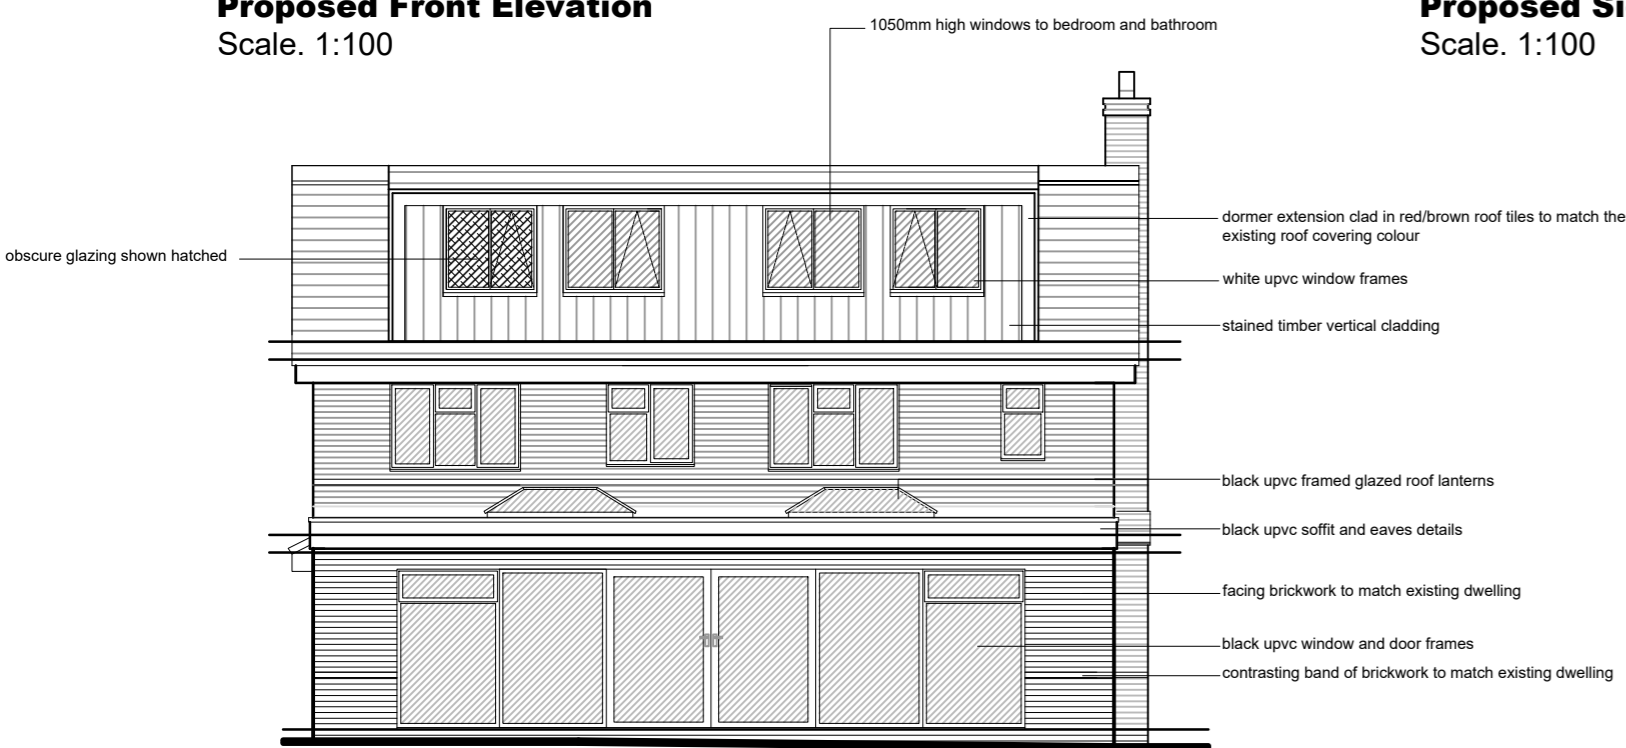 Proposed Front Elevation
Scale. 1:100
Proposed Si
Scale. 1:100
1050mm high windows to bedroom and bathroom
obscure glazing shown hatched
dormer extension clad in red/brown roof tiles to match the
existing roof covering colour
white upvc window frames
stained timber vertical cladding
black upvc framed glazed roof lanterns
black upvc soffit and eaves details
facing brickwork to match existing dwelling
black upvc window and door frames
contrasting band of brickwork to match existing dwelling